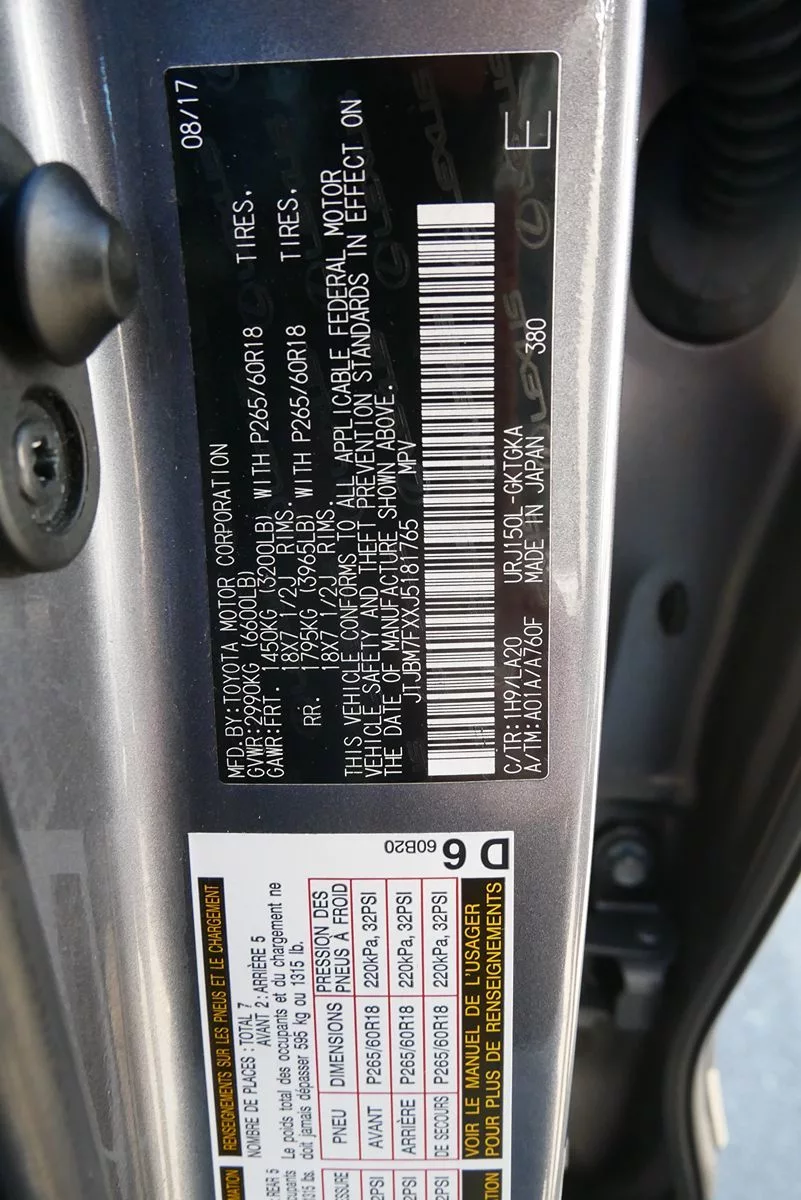 08/17
MFD.BY:TOYOTA MOTOR CORPORATION
GVWR:2990KG (6600LB)
GAWR:FRT. 1450KG (3200LB) WITH P265/60R18 TIRES,
18X7 1/2J RIMS.
RR. 1795KG (3965LB) WITH P265/60R18 TIRES,
18X7 1/2J RIMS.
THIS VEHICLE CONFORMS TO ALL APPLICABLE FEDERAL MOTOR
VEHICLE SAFETY AND THEFT PREVENTION STANDARDS IN EFFECT ON
THE DATE OF MANUFACTURE SHOWN ABOVE.
JTJBM7FXXJ5181765 MPV
C/TR:1H9/LA20 URJ150L-GKTGKA
A/TM:A01A/A760F MADE IN JAPAN 380 E
LEXUS
RENSEIGNEMENTS SUR LES PNEUS ET LE CHARGEMENT
NOMBRE DE PLACES : TOTAL 7
AVANT 2 : ARRIÈRE 5
Le poids total des occupants et du chargement ne
doit jamais dépasser 595 kg ou 1315 lb.
PNEU DIMENSIONS PRESSION DES PNEUS À FROID
AVANT P265/60R18 220kPa, 32PSI
ARRIÈRE P265/60R18 220kPa, 32PSI
DE SECOURS P265/60R18 220kPa, 32PSI
VOIR LE MANUEL DE L'USAGER
POUR PLUS DE RENSEIGNEMENTS
60B20
D 6
REAR 5
1315 lbs.